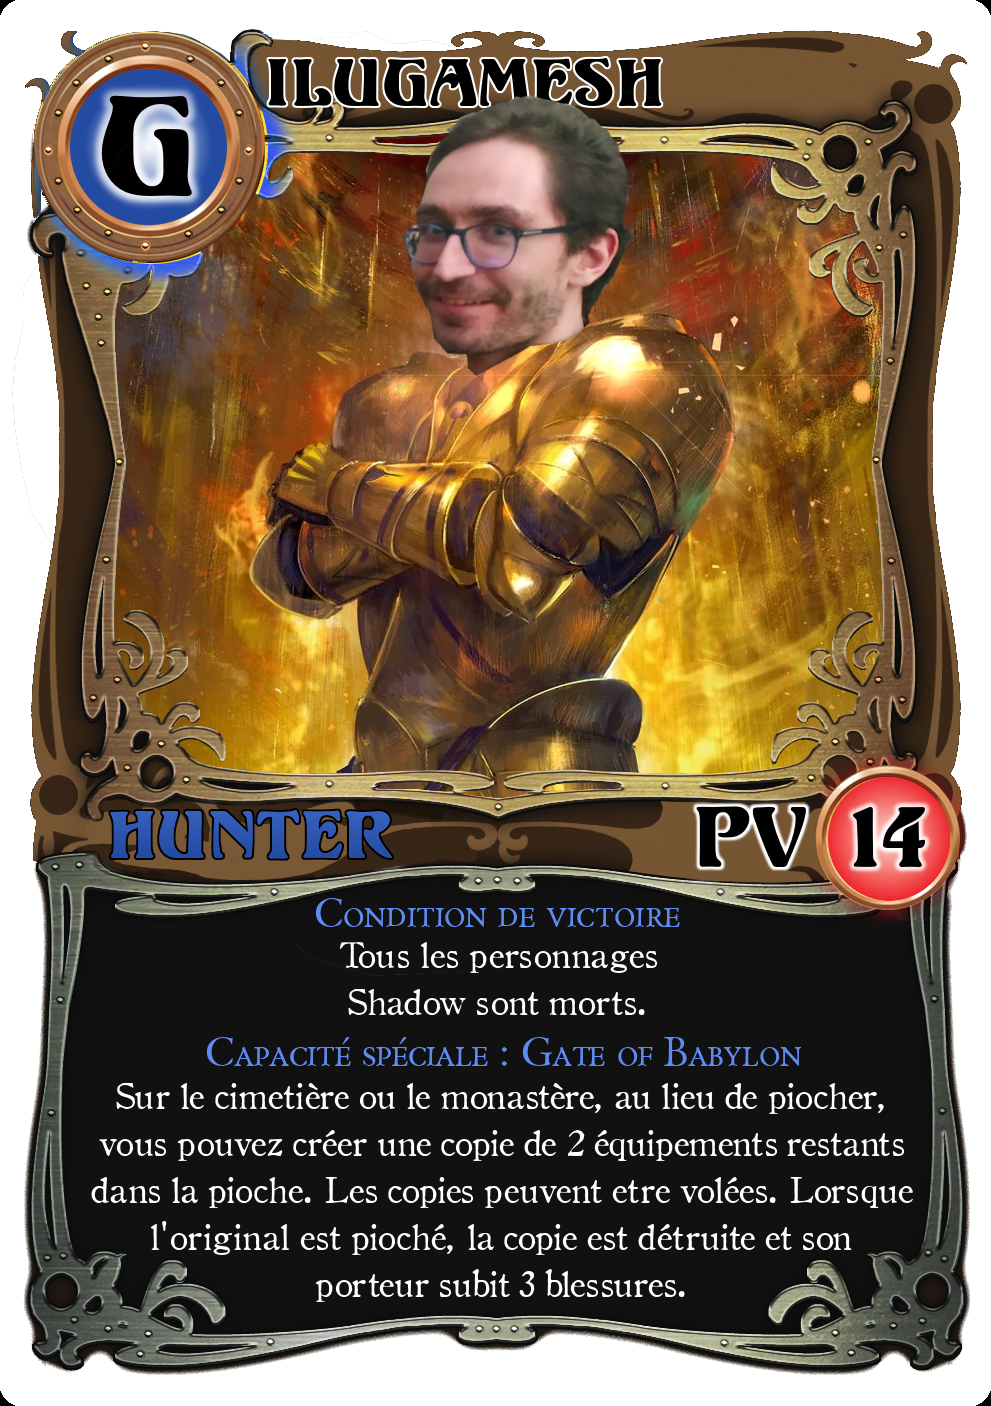 GILUGAMESH
HUNTER
PV 14
Condition de victoire
Tous les personnages
Shadow sont morts.
Capacité spéciale : Gate of Babylon
Sur le cimetière ou le monastère, au lieu de piocher,
vous pouvez créer une copie de 2 équipements restants
dans la pioche. Les copies peuvent etre volées. Lorsque
l'original est pioché, la copie est détruite et son
porteur subit 3 blessures.